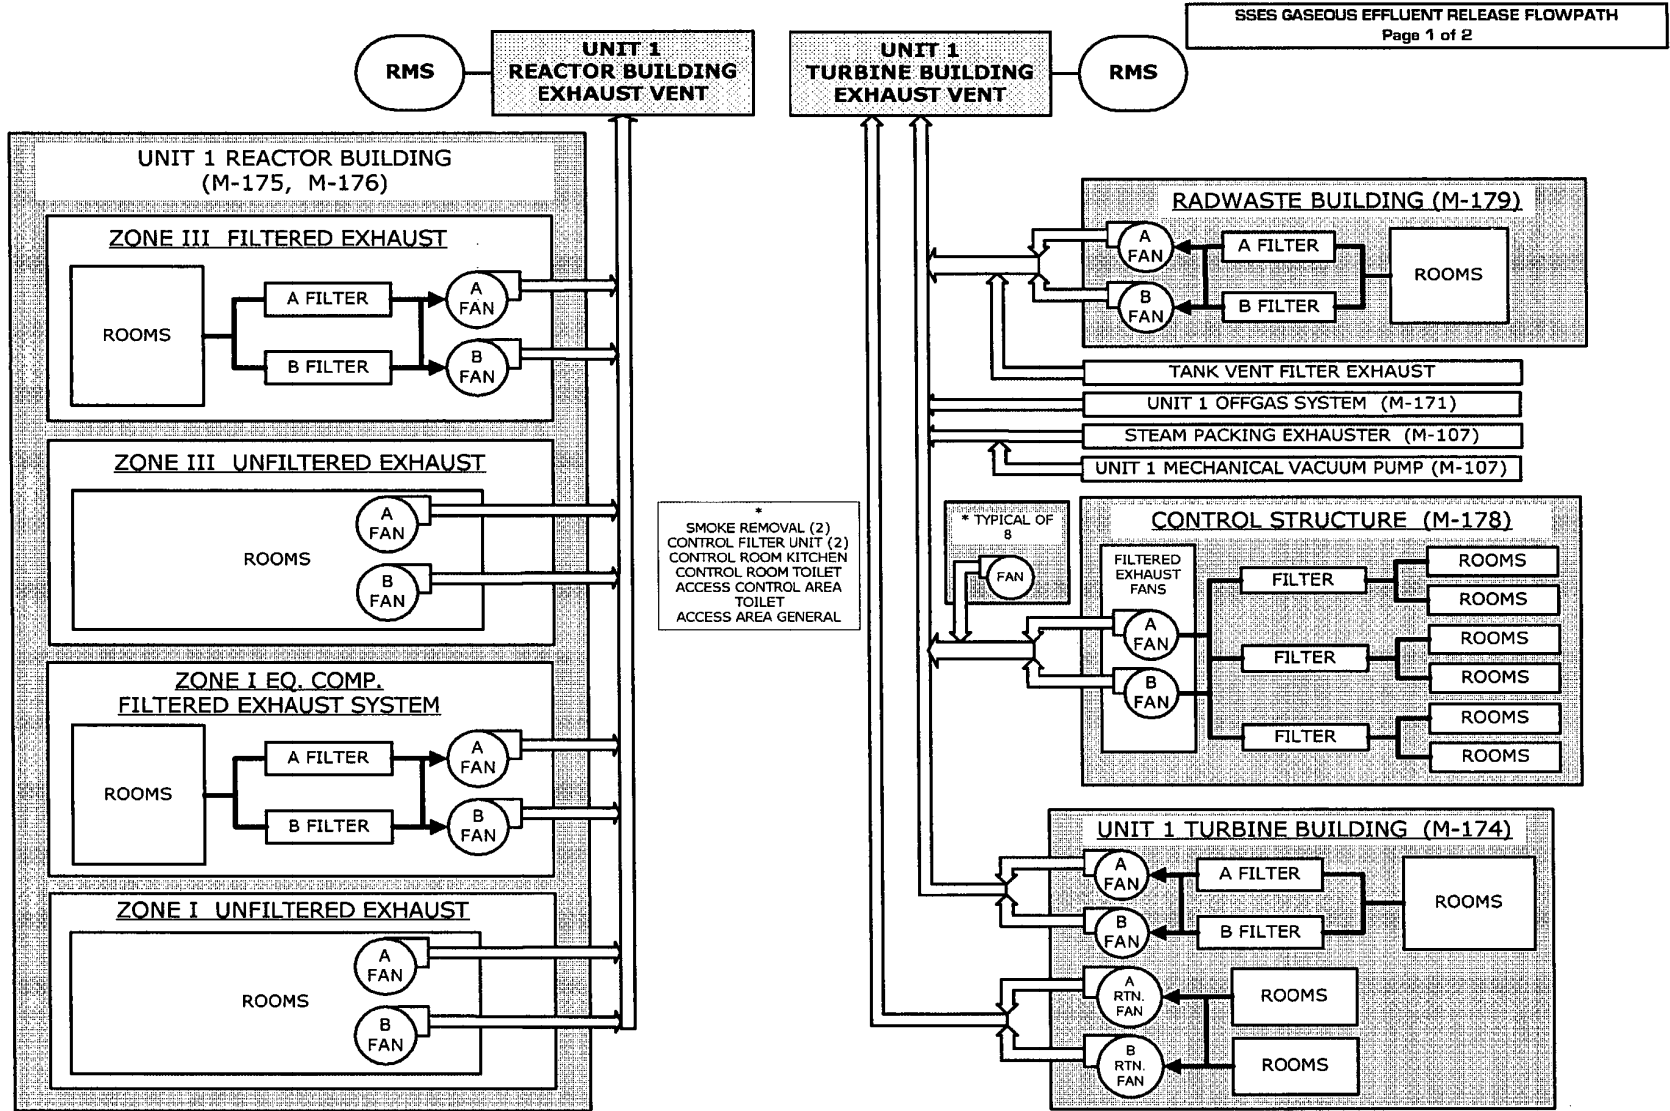 SSES GASEOUS EFFLUENT RELEASE FLOWPATH
Page 1 of 2
RMS
UNIT 1
REACTOR BUILDING
EXHAUST VENT
UNIT 1
TURBINE BUILDING
EXHAUST VENT
RMS
UNIT 1 REACTOR BUILDING
(M-175, M-176)
ZONE III FILTERED EXHAUST
ROOMS
A FILTER
B FILTER
A
FAN
B
FAN
ZONE III UNFILTERED EXHAUST
ROOMS
A
FAN
B
FAN
ZONE I EQ. COMP.
FILTERED EXHAUST SYSTEM
ROOMS
A FILTER
B FILTER
A
FAN
B
FAN
ZONE I UNFILTERED EXHAUST
ROOMS
A
FAN
B
FAN
*
SMOKE REMOVAL (2)
CONTROL FILTER UNIT (2)
CONTROL ROOM KITCHEN
CONTROL ROOM TOILET
ACCESS CONTROL AREA
TOILET
ACCESS AREA GENERAL
RADWASTE BUILDING (M-179)
A
FAN
B
FAN
A FILTER
B FILTER
ROOMS
TANK VENT FILTER EXHAUST
UNIT 1 OFFGAS SYSTEM (M-171)
STEAM PACKING EXHAUSTER (M-107)
UNIT 1 MECHANICAL VACUUM PUMP (M-107)
* TYPICAL OF
8
FAN
CONTROL STRUCTURE (M-178)
FILTERED
EXHAUST
FANS
A
FAN
B
FAN
FILTER
FILTER
FILTER
ROOMS
ROOMS
ROOMS
ROOMS
ROOMS
ROOMS
UNIT 1 TURBINE BUILDING (M-174)
A
FAN
B
FAN
A FILTER
B FILTER
ROOMS
A
RTN.
FAN
B
RTN.
FAN
ROOMS
ROOMS